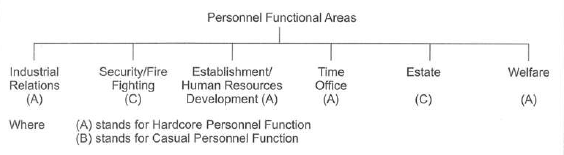 Personnel Functional Areas
Industrial Security/Fire Establishment/ Time Estate Welfare
Relations Fighting Human Resources Office
(A) (C) Development (A) (A) (C) (A)
Where (A) stands for Hardcore Personnel Function
(B) stands for Casual Personnel Function